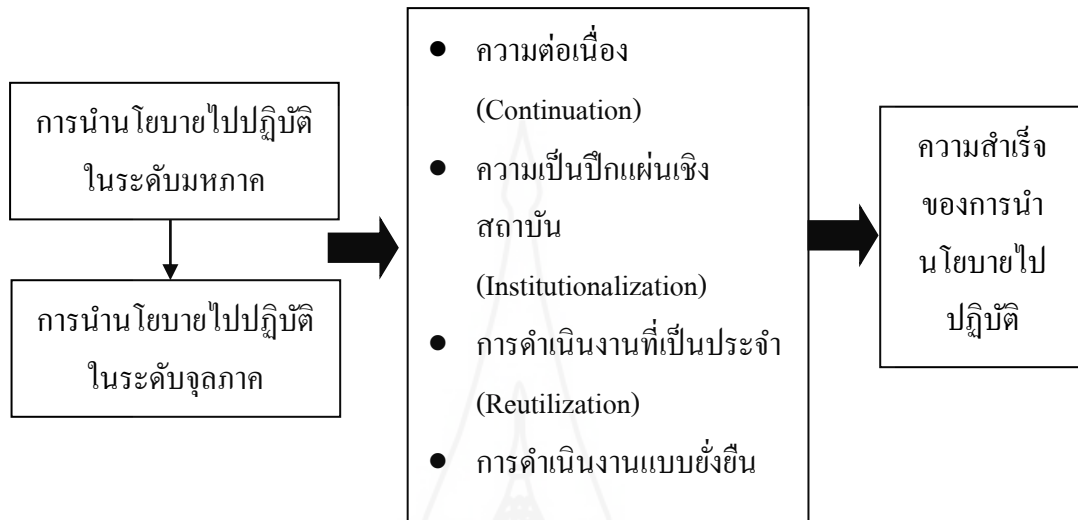 การนำนโยบายไปปฏิบัติ
ในระดับมหภาค
การนำนโยบายไปปฏิบัติ
ในระดับจุลภาค
● ความต่อเนื่อง
(Continuation)
● ความเป็นปึกแผ่นเชิง
สถาบัน
(Institutionalization)
● การดำเนินงานที่เป็นประจำ
(Reutilization)
● การดำเนินงานแบบยั่งยืน
ความสำเร็จ
ของการนำ
นโยบายไป
ปฏิบัติ